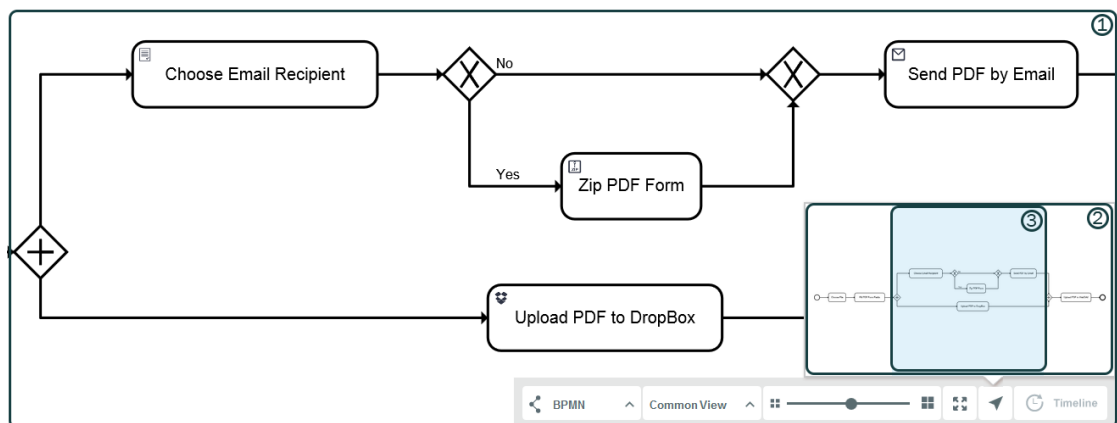 1
Choose Email Recipient
No
Send PDF by Email
Yes
Zip PDF Form
3
2
Upload PDF to DropBox
BPMN
Common View
Timeline